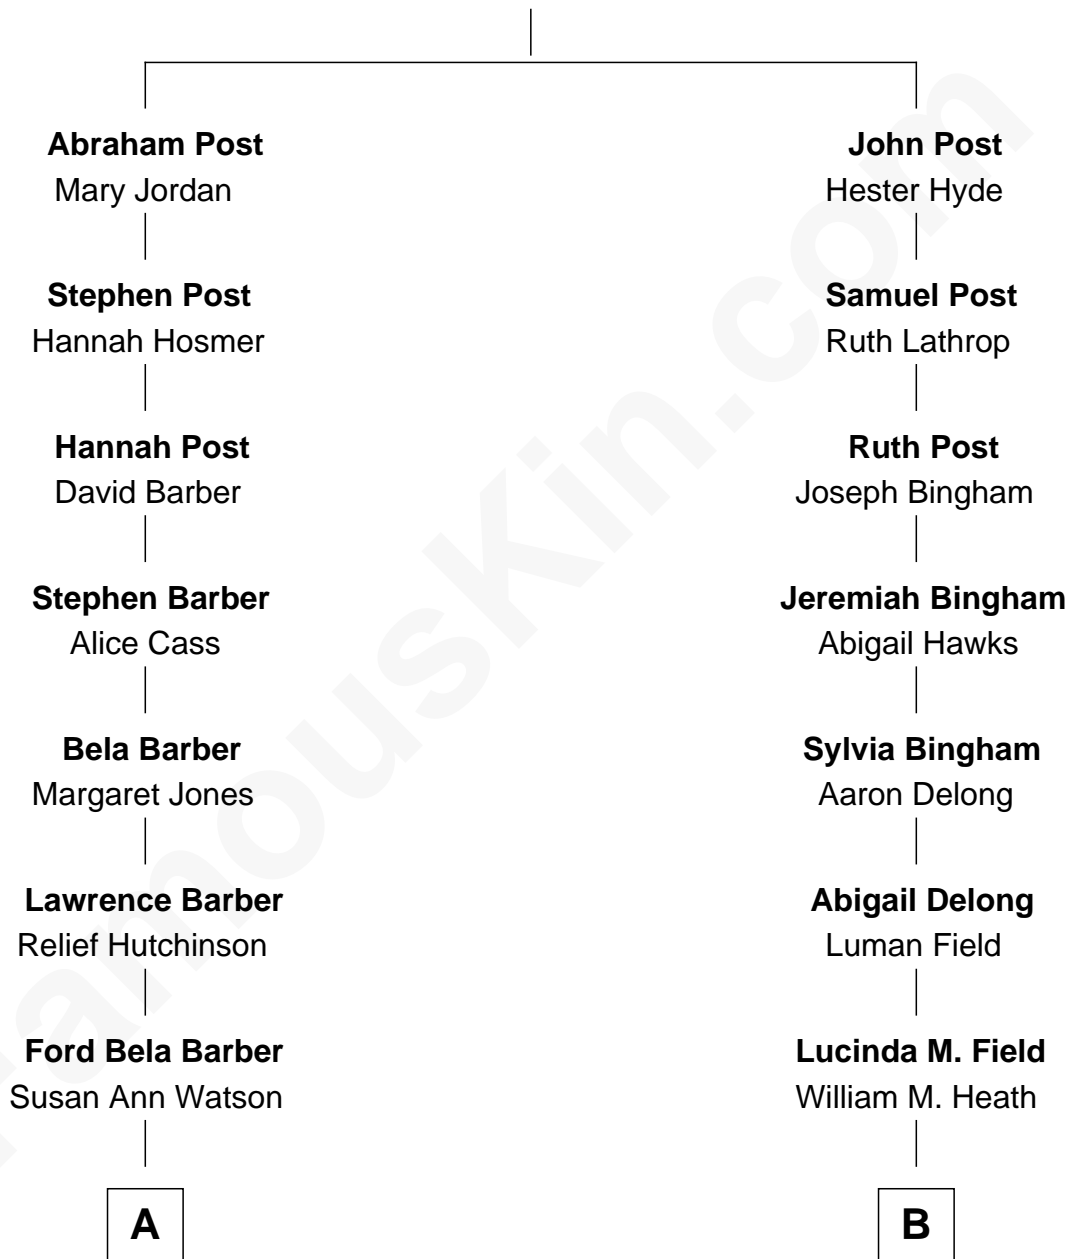 Abraham Post
Mary Jordan
Stephen Post
Hannah Hosmer
Hannah Post
David Barber
Stephen Barber
Alice Cass
Bela Barber
Margaret Jones
Lawrence Barber
Relief Hutchinson
Ford Bela Barber
Susan Ann Watson
A
John Post
Hester Hyde
Samuel Post
Ruth Lathrop
Ruth Post
Joseph Bingham
Jeremiah Bingham
Abigail Hawks
Sylvia Bingham
Aaron Delong
Abigail Delong
Luman Field
Lucinda M. Field
William M. Heath
B
FamousKin.com